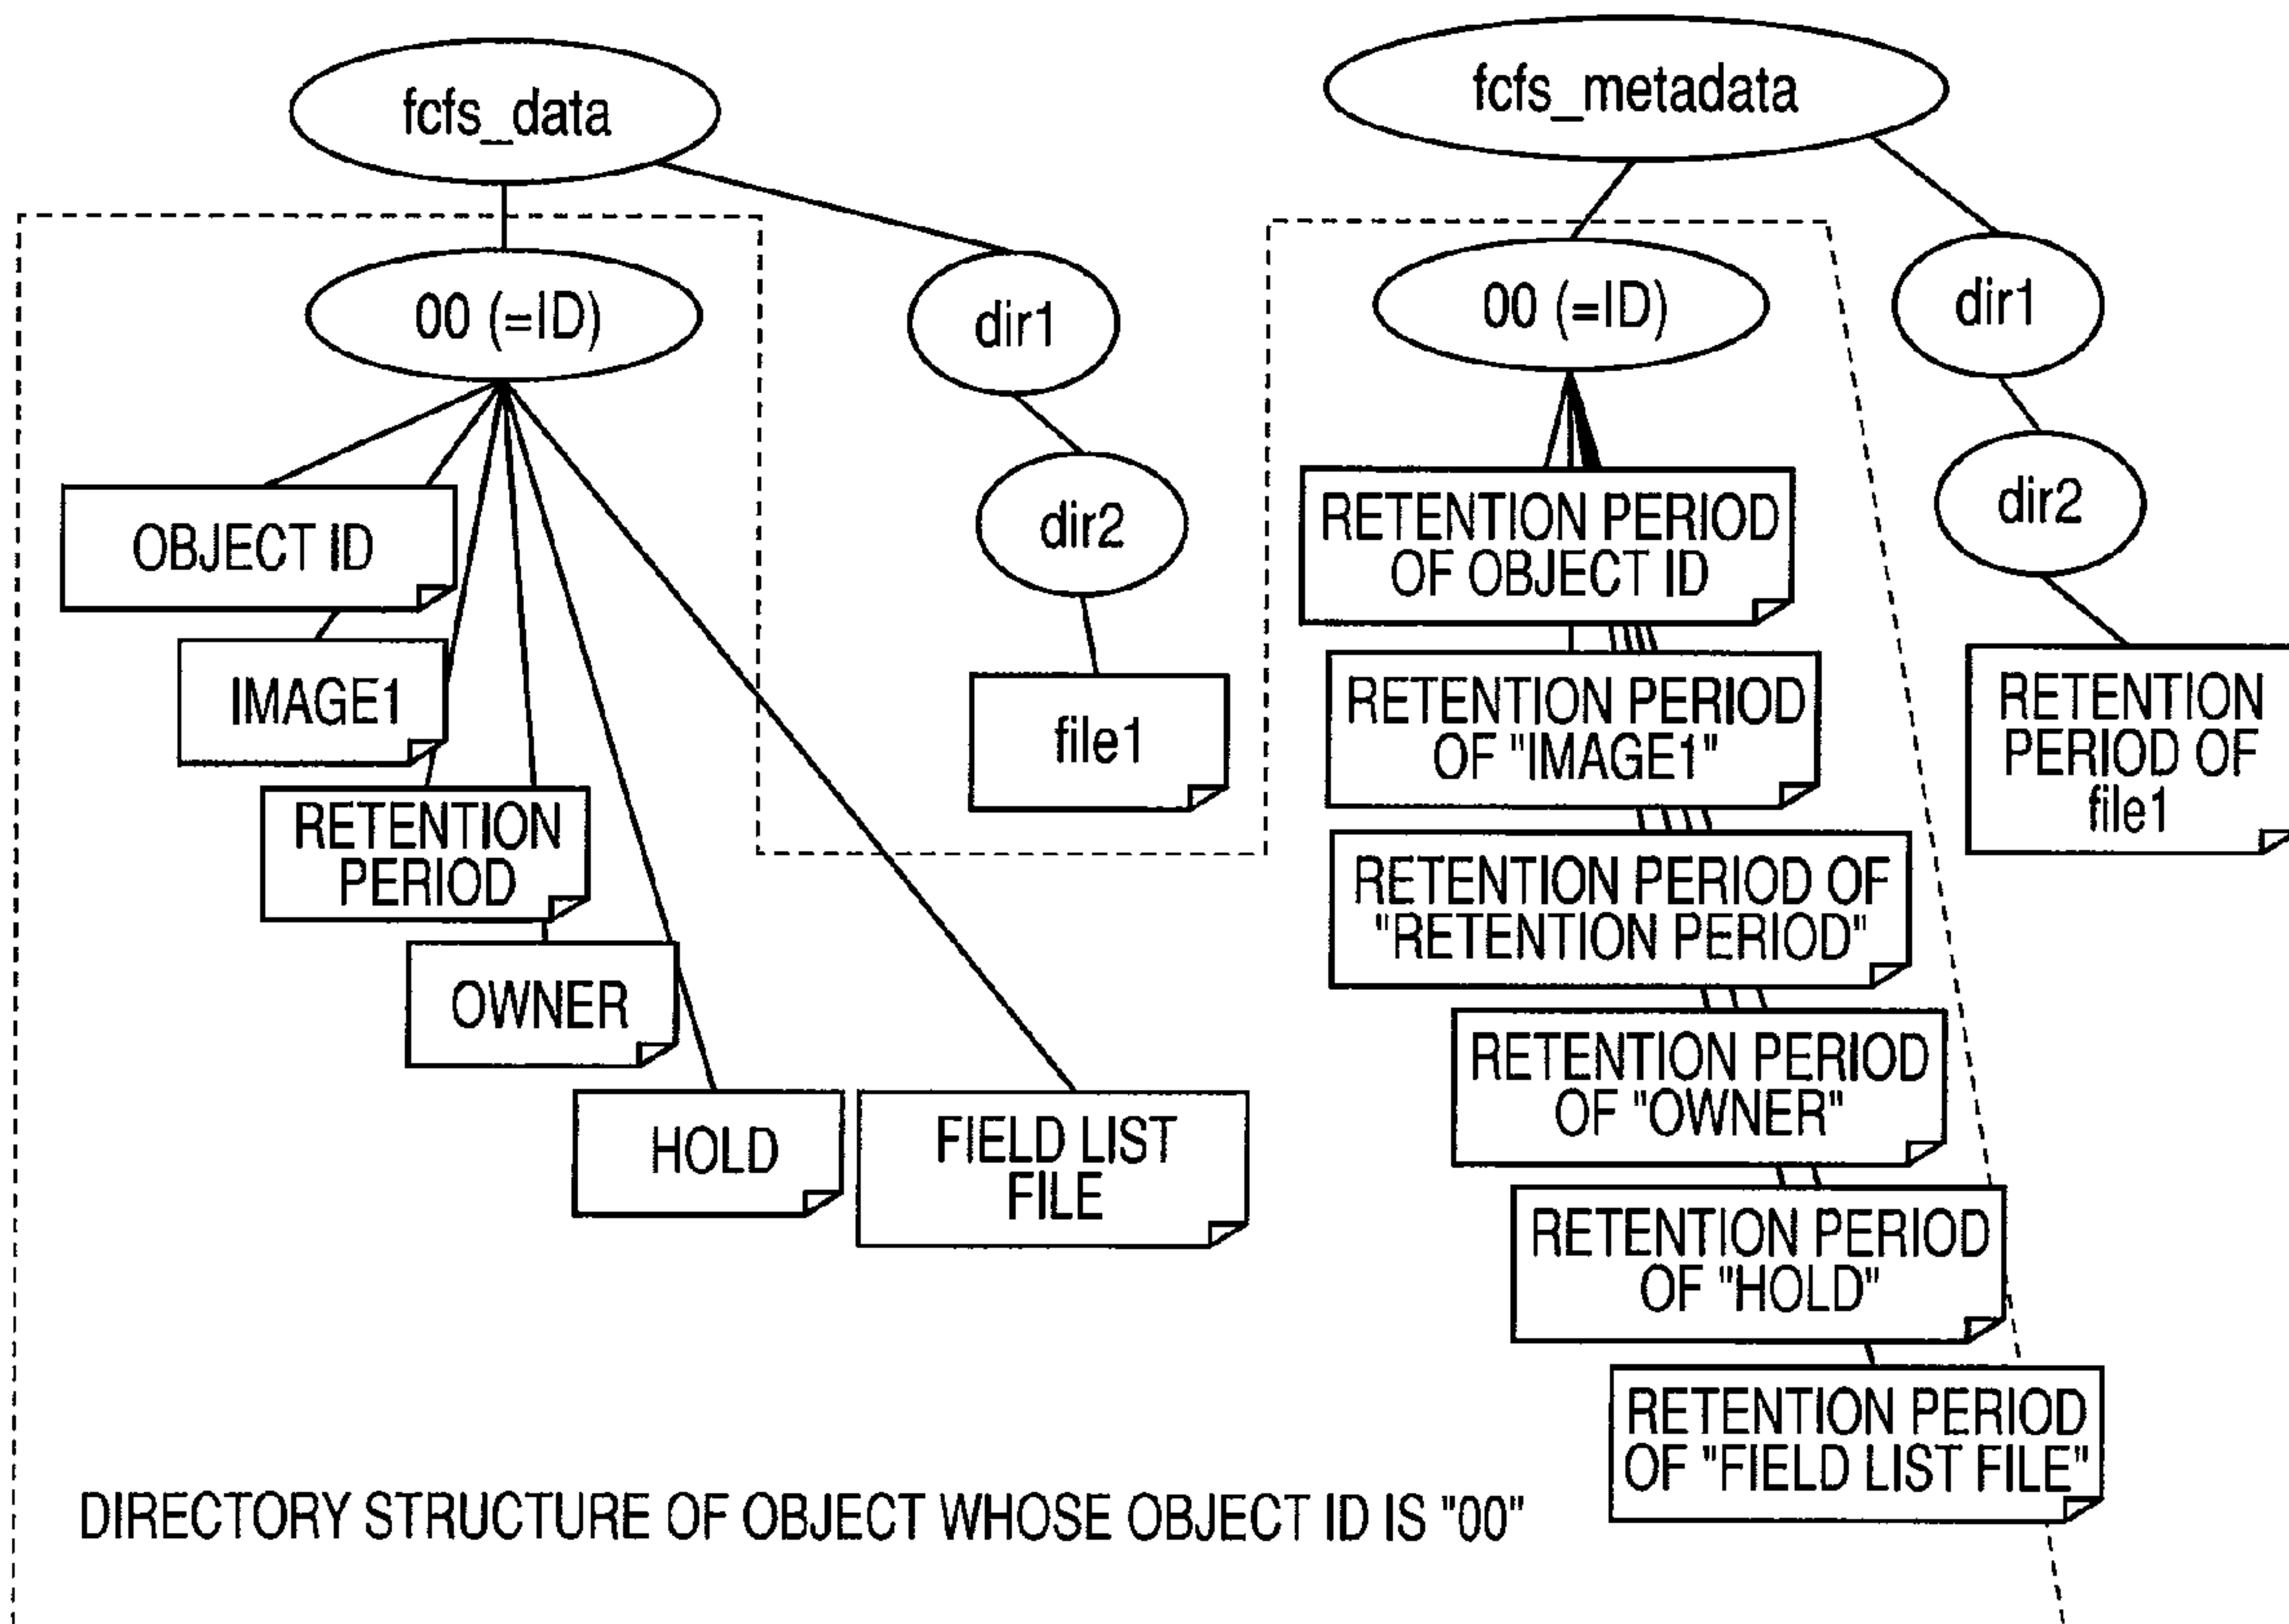 fcfs_data
fcfs_metadata
00 (=ID)
dir1
00 (=ID)
dir1
dir2
dir2
OBJECT ID
IMAGE1
RETENTION
PERIOD
OWNER
HOLD
FIELD LIST
FILE
file1
RETENTION PERIOD
OF OBJECT ID
RETENTION PERIOD
OF "IMAGE1"
RETENTION PERIOD OF
"RETENTION PERIOD"
RETENTION PERIOD
OF "OWNER"
RETENTION PERIOD
OF "HOLD"
RETENTION PERIOD
OF "FIELD LIST FILE"
RETENTION
PERIOD OF
file1
DIRECTORY STRUCTURE OF OBJECT WHOSE OBJECT ID IS "00"